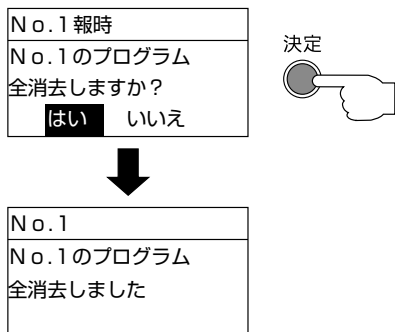 Ｎｏ.１報時
Ｎｏ.１のプログラム
全消去しますか？
はい　いいえ
決定
Ｎｏ.１
Ｎｏ.１のプログラム
全消去しました